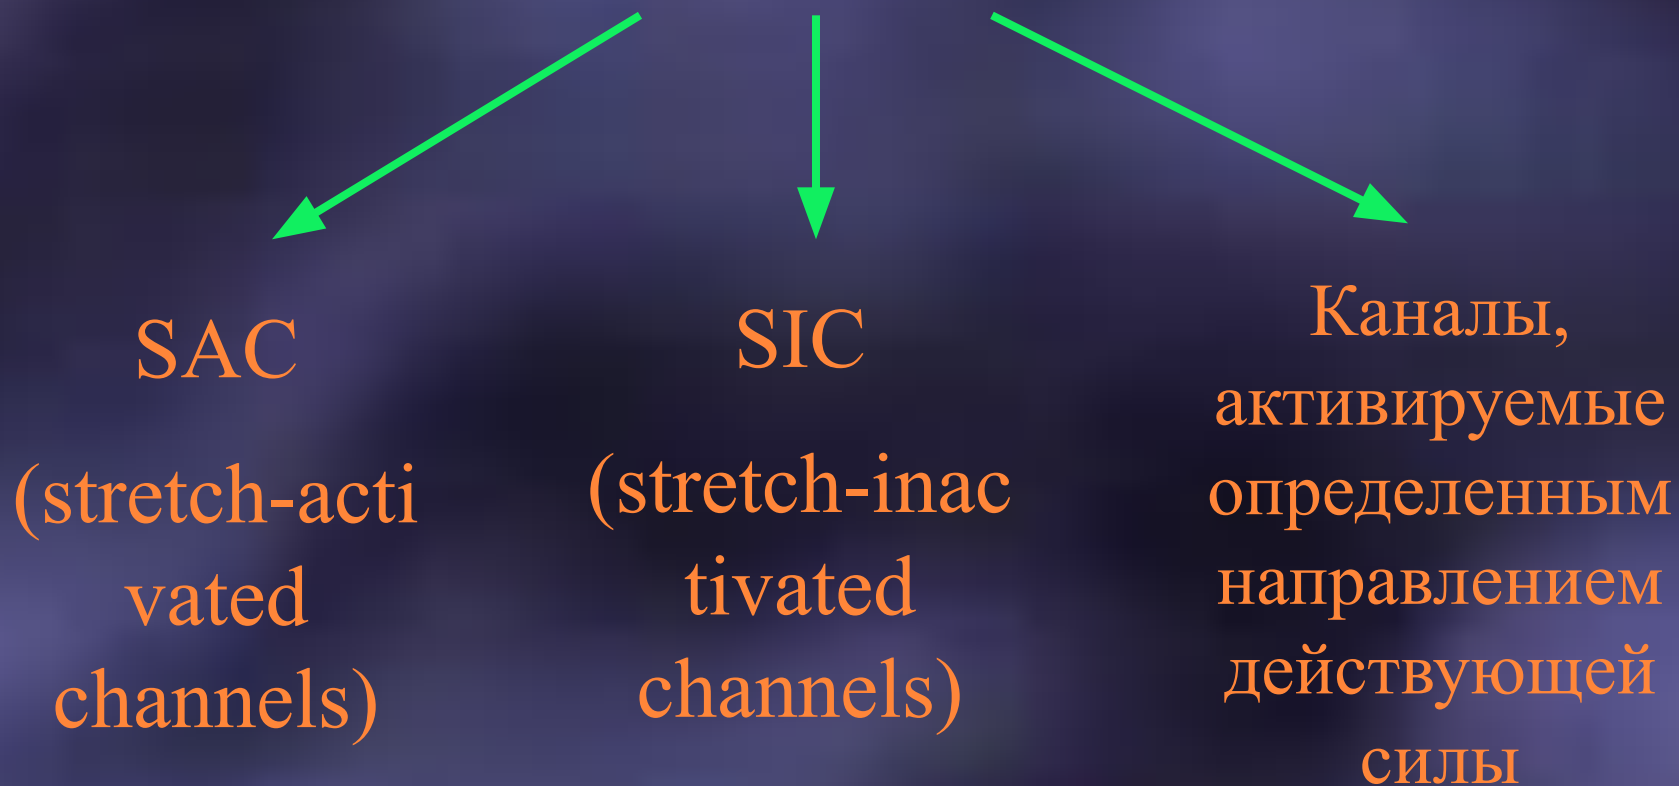 SAC
(stretch-acti
vated
channels)
SIC
(stretch-inac
tivated
channels)
Каналы,
активируемые
определенным
направлением
действующей
силы